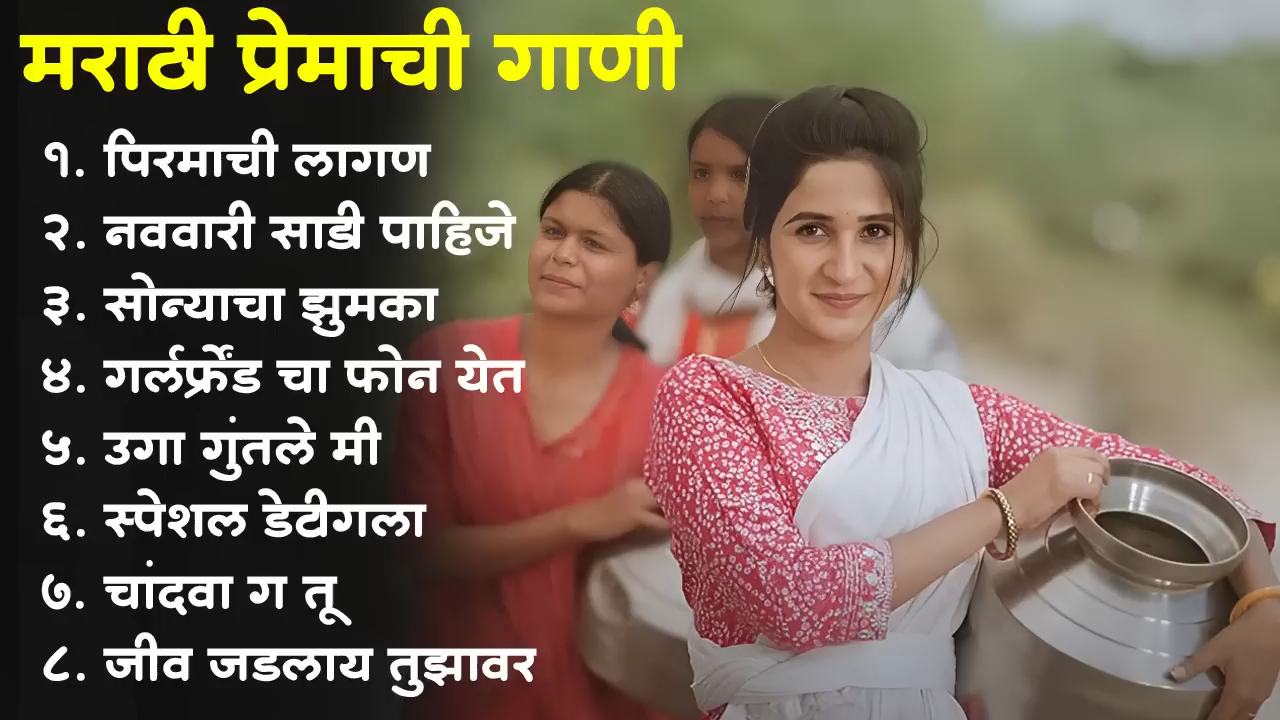 मराठी प्रेमाची गाणी
१. पिरमाची लागण
२. नववारी साडी पाहिजे
३. सोन्याचा झुमका
४. गर्लफ्रेंड चा फोन येत
५. उगा गुंतले मी
६. स्पेशल डेटीगला
७. चांदवा ग तू
८. जीव जडलाय तुझावर